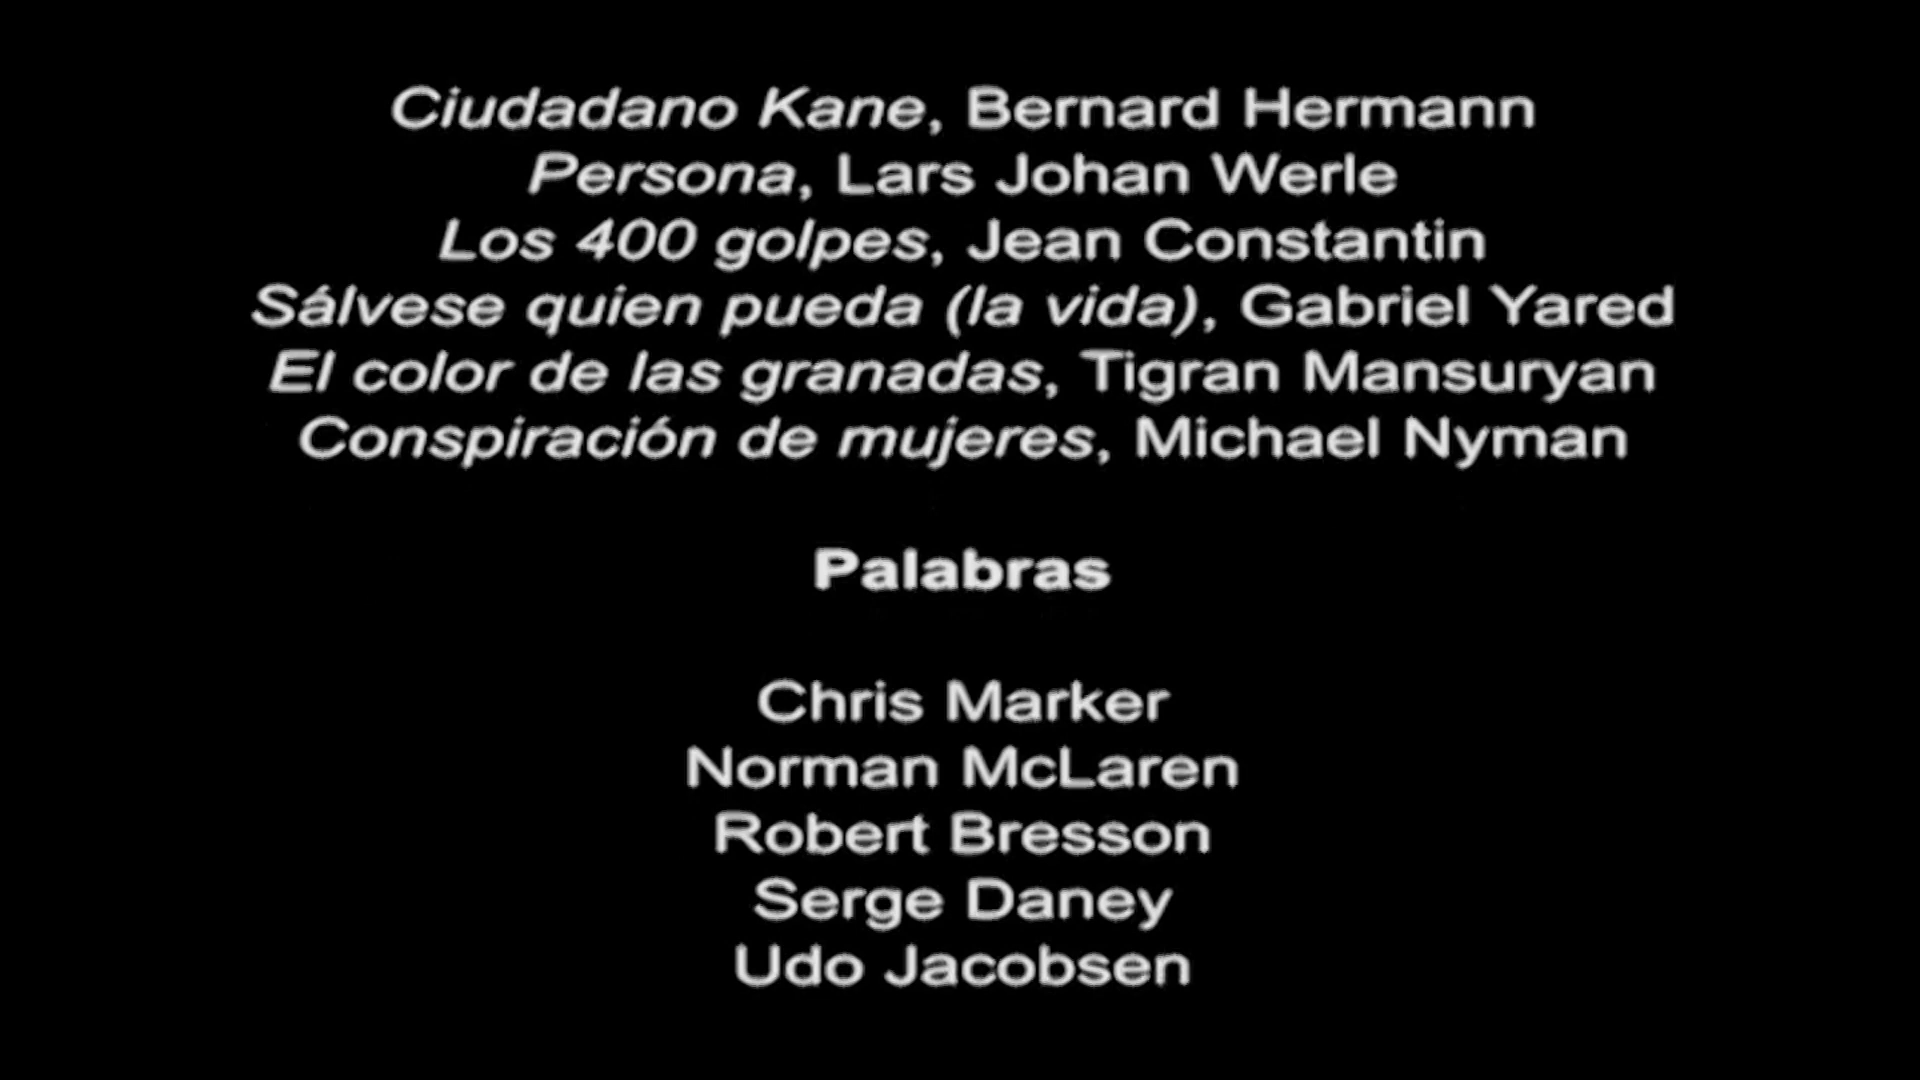 Ciudadano Kane, Bernard Hermann
Persona, Lars Johan Werle
Los 400 golpes, Jean Constantin
Sálvese quien pueda (la vida), Gabriel Yared
El color de las granadas, Tigran Mansuryan
Conspiración de mujeres, Michael Nyman
Palabras
Chris Marker
Norman McLaren
Robert Bresson
Serge Daney
Udo Jacobsen